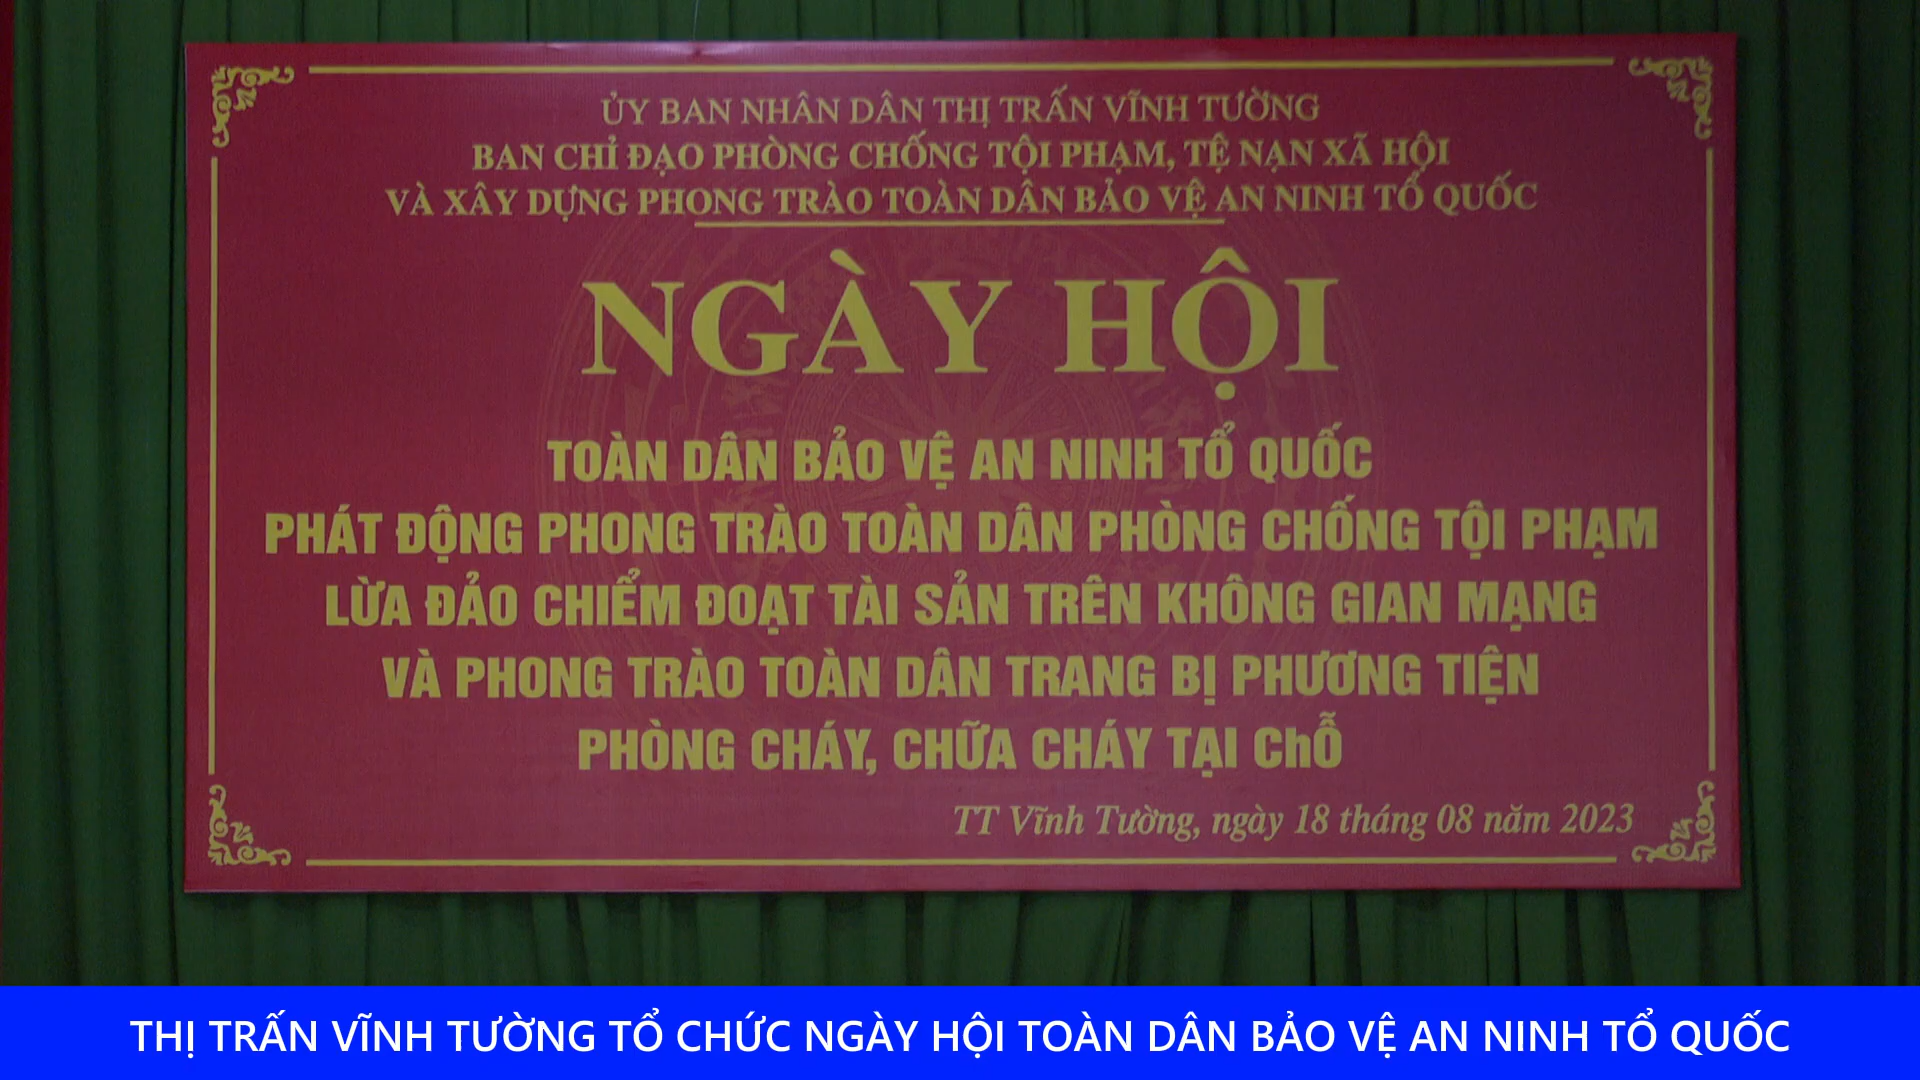 ỦY BAN NHÂN DÂN THỊ TRẤN VĨNH TƯỜNG
BAN CHỈ ĐẠO PHÒNG CHỐNG TỘI PHẠM, TỆ NẠN XÃ HỘI
VÀ XÂY DỰNG PHONG TRÀO TOÀN DÂN BẢO VỆ AN NINH TỔ QUỐC
NGÀY HỘI
TOÀN DÂN BẢO VỆ AN NINH TỔ QUỐC
PHÁT ĐỘNG PHONG TRÀO TOÀN DÂN PHÒNG CHỐNG TỘI PHẠM
LỪA ĐẢO CHIẾM ĐOẠT TÀI SẢN TRÊN KHÔNG GIAN MẠNG
VÀ PHONG TRÀO TOÀN DÂN TRANG BỊ PHƯƠNG TIỆN
PHÒNG CHÁY, CHỮA CHÁY TẠI ChỖ
TT Vĩnh Tường, ngày 18 tháng 08 năm 2023
THỊ TRẤN VĨNH TƯỜNG TỔ CHỨC NGÀY HỘI TOÀN DÂN BẢO VỆ AN NINH TỔ QUỐC